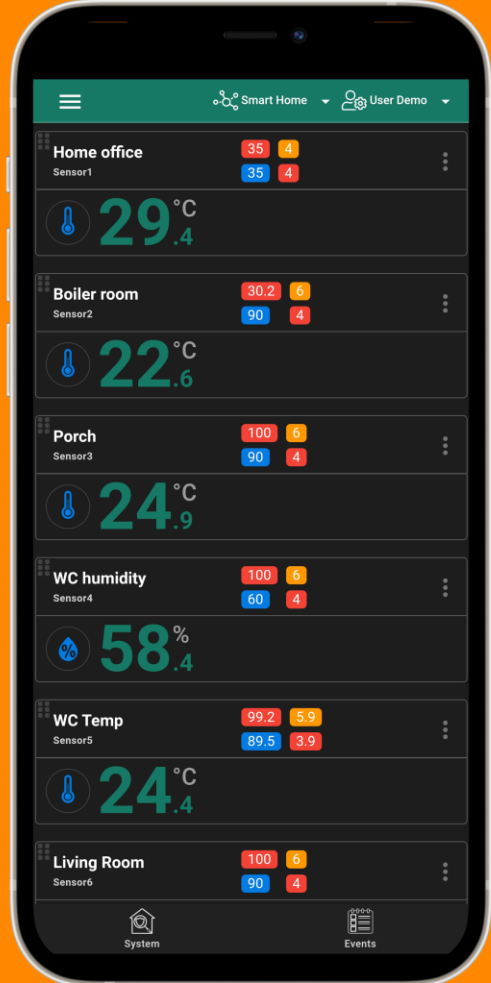 Smart Home User Demo
Home office 35 4
Sensor1 35 4
29.4 °C
Boiler room 30.2 6
Sensor2 90 4
22.6 °C
Porch 100 6
Sensor3 90 4
24.9 °C
WC humidity 100 6
Sensor4 60 4
%
58.4 %
WC Temp 99.2 5.9
Sensor5 89.5 3.9
24.4 °C
Living Room 100 6
Sensor6 90 4
System Events